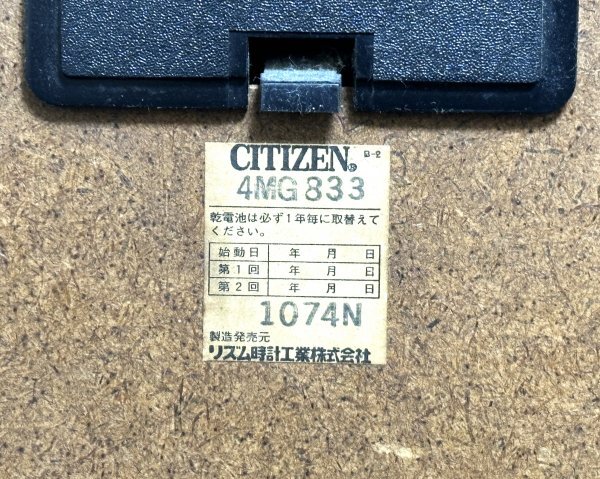 CITIZEN® B-2
4MG833
乾電池は必ず1年毎に取替えて
ください。
始動日 年 月 日
第1回 年 月 日
第2回 年 月 日
1074N
製造発売元
リズム時計工業株式会社